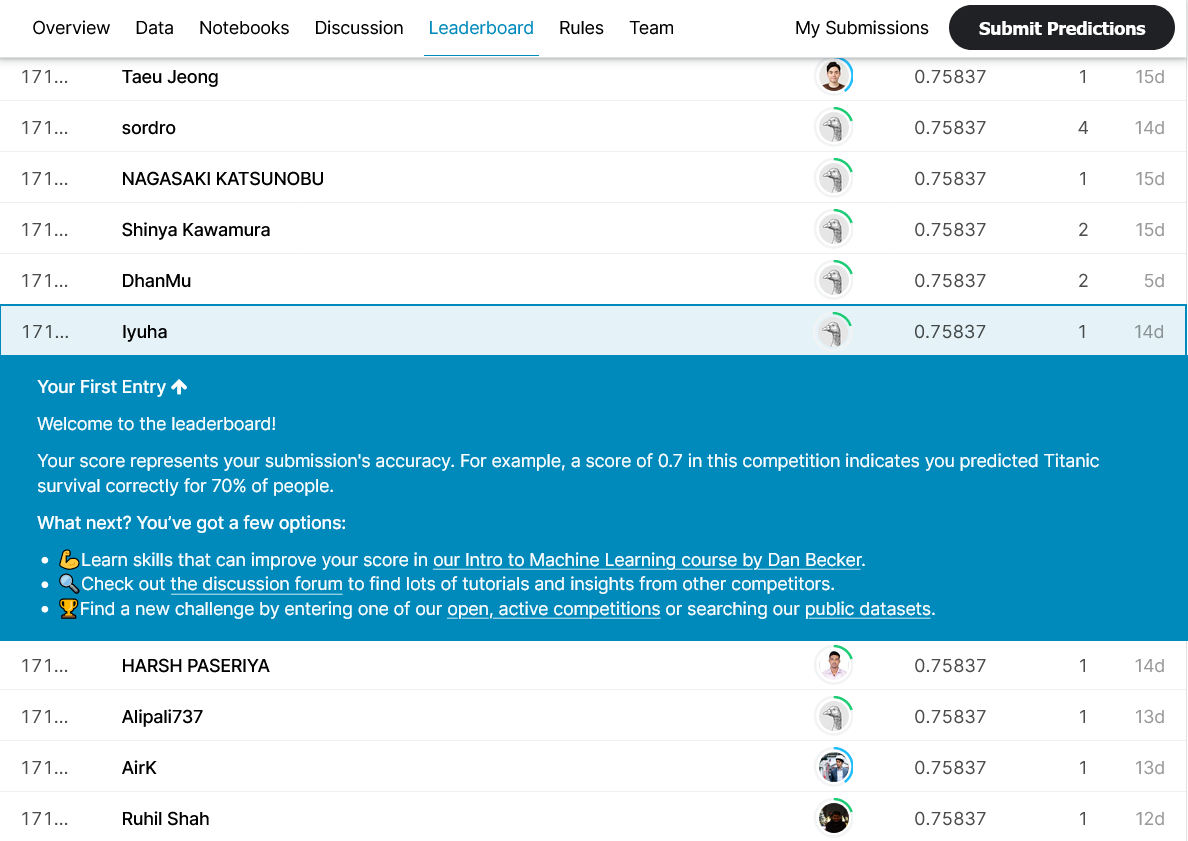 Overview Data Notebooks Discussion Leaderboard Rules Team My Submissions Submit Predictions
171... Taeu Jeong 0.75837 1 15d
171... sordro 0.75837 4 14d
171... NAGASAKI KATSUNOBU 0.75837 1 15d
171... Shinya Kawamura 0.75837 2 15d
171... DhanMu 0.75837 2 5d
171... Iyuha 0.75837 1 14d
Your First Entry ↑
Welcome to the leaderboard!
Your score represents your submission's accuracy. For example, a score of 0.7 in this competition indicates you predicted Titanic
survival correctly for 70% of people.
What next? You've got a few options:
• 💪Learn skills that can improve your score in our Intro to Machine Learning course by Dan Becker.
• 🔍Check out the discussion forum to find lots of tutorials and insights from other competitors.
• 🏆Find a new challenge by entering one of our open, active competitions or searching our public datasets.
171... HARSH PASERIYA 0.75837 1 14d
171... Alipali737 0.75837 1 13d
171... AirK 0.75837 1 13d
171... Ruhil Shah 0.75837 1 12d